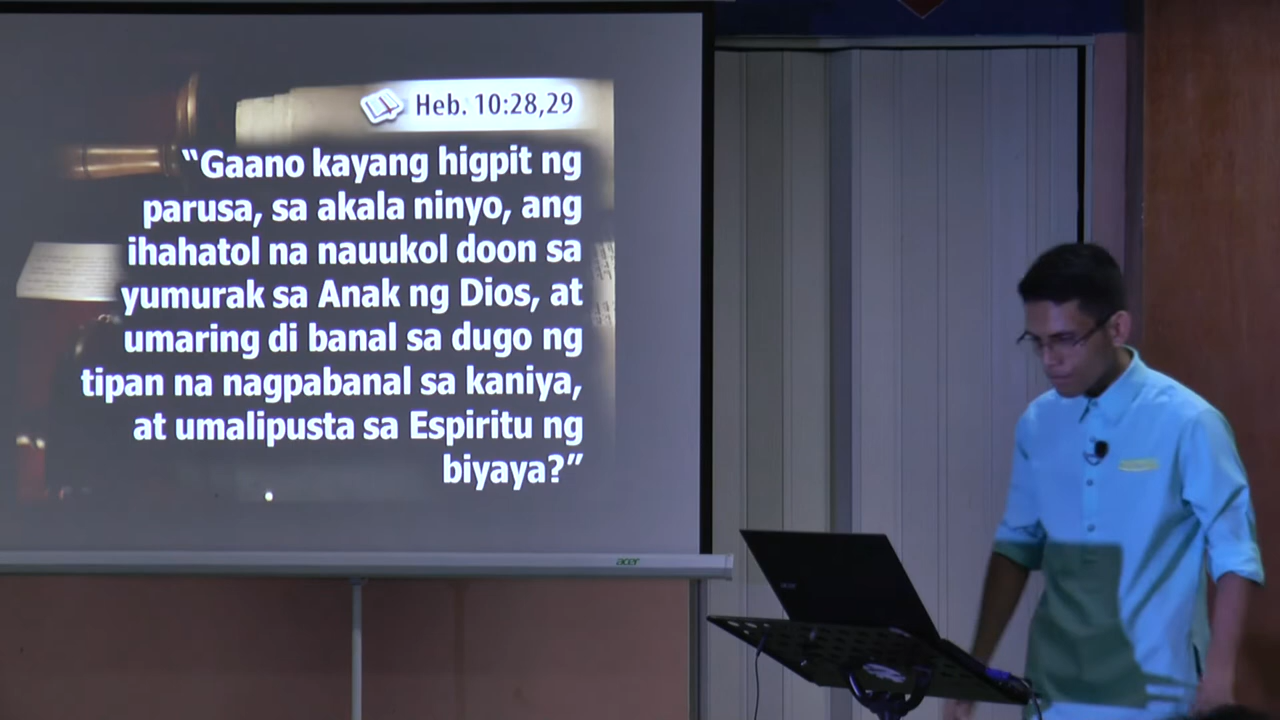 Heb. 10:28,29
“Gaano kayang higpit ng
parusa, sa akala ninyo, ang
ihahatol na nauukol doon sa
yumurak sa Anak ng Dios, at
umaring di banal sa dugo ng
tipan na nagpabanal sa kaniya,
at umalipusta sa Espiritu ng
biyaya?”
acer